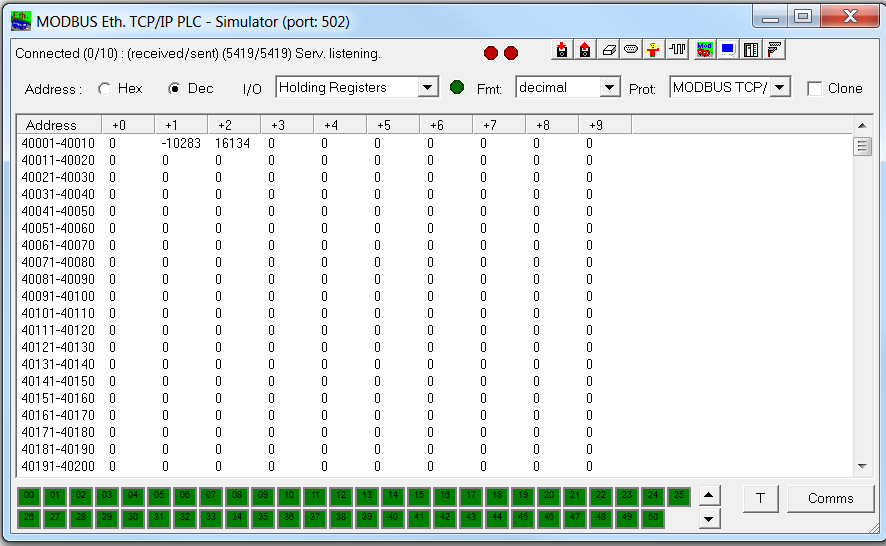 MODBUS Eth. TCP/IP PLC - Simulator (port: 502)
Connected (0/10) : (received/sent) (5419/5419) Serv. listening.
Address : Hex Dec I/O Holding Registers Fmt: decimal Prot: MODBUS TCP/ Clone
Address +0 +1 +2 +3 +4 +5 +6 +7 +8 +9
40001-40010 0 -10283 16134 0 0 0 0 0 0 0
40011-40020 0 0 0 0 0 0 0 0 0 0
40021-40030 0 0 0 0 0 0 0 0 0 0
40031-40040 0 0 0 0 0 0 0 0 0 0
40041-40050 0 0 0 0 0 0 0 0 0 0
40051-40060 0 0 0 0 0 0 0 0 0 0
40061-40070 0 0 0 0 0 0 0 0 0 0
40071-40080 0 0 0 0 0 0 0 0 0 0
40081-40090 0 0 0 0 0 0 0 0 0 0
40091-40100 0 0 0 0 0 0 0 0 0 0
40101-40110 0 0 0 0 0 0 0 0 0 0
40111-40120 0 0 0 0 0 0 0 0 0 0
40121-40130 0 0 0 0 0 0 0 0 0 0
40131-40140 0 0 0 0 0 0 0 0 0 0
40141-40150 0 0 0 0 0 0 0 0 0 0
40151-40160 0 0 0 0 0 0 0 0 0 0
40161-40170 0 0 0 0 0 0 0 0 0 0
40171-40180 0 0 0 0 0 0 0 0 0 0
40181-40190 0 0 0 0 0 0 0 0 0 0
40191-40200 0 0 0 0 0 0 0 0 0 0
00 01 02 03 04 05 06 07 08 09 10 11 12 13 14 15 16 17 18 19 20 21 22 23 24 25 T Comms
26 27 28 29 30 31 32 33 34 35 36 37 38 39 40 41 42 43 44 45 46 47 48 49 50